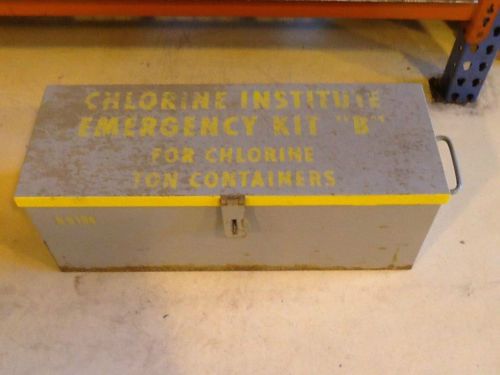 CHLORINE INSTITUTE
EMERGENCY KIT "B"
FOR CHLORINE
TON CONTAINERS